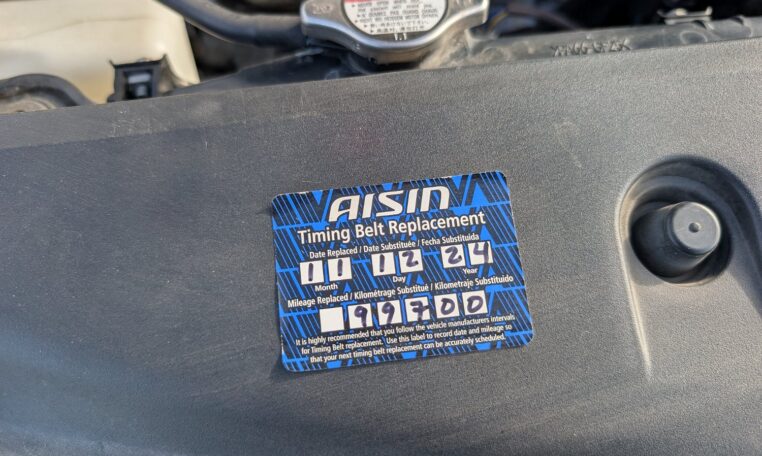 AISIN
Timing Belt Replacement
Date Replaced / Date Substituée / Fecha Substituida
11 12 24
Month Day Year
Mileage Replaced / Kilométrage Substitué / Kilometraje Substituido
99700
It is highly recommended that you follow the vehicle manufacturers intervals
for Timing Belt replacement. Use this label to record date and mileage so
that your next timing belt replacement can be accurately scheduled.